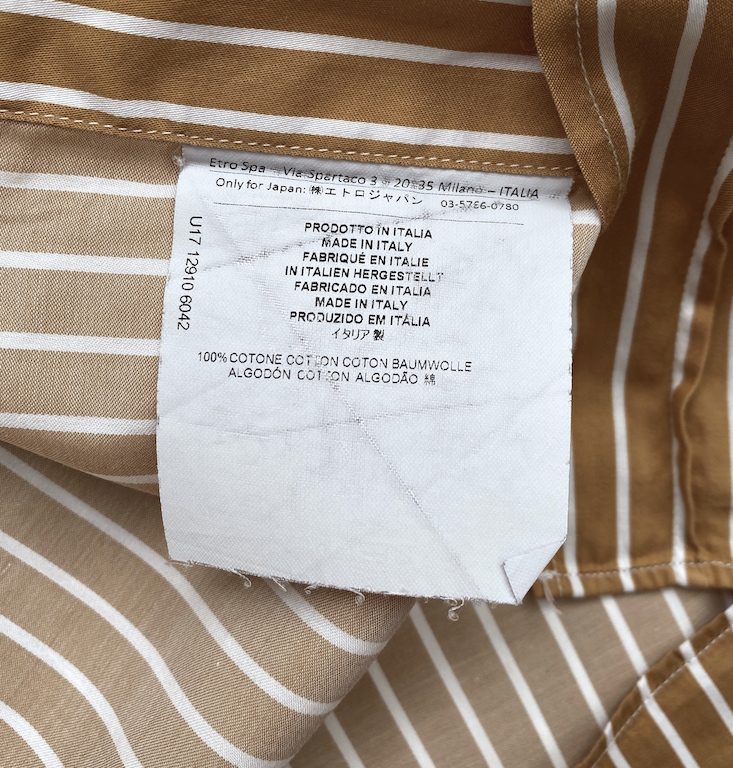 Etro Spa – Via Spartaco 3 – 20135 Milano – ITALIA
Only for Japan: ㈱エトロジャパン 03-5786-0780
U17 12910 6042
PRODOTTO IN ITALIA
MADE IN ITALY
FABRIQUÉ EN ITALIE
IN ITALIEN HERGESTELLT
FABRICADO EN ITALIA
MADE IN ITALY
PRODUZIDO EM ITÁLIA
イタリア製
100% COTONE COTTON COTON BAUMWOLLE
ALGODÓN COTTON ALGODÃO 綿